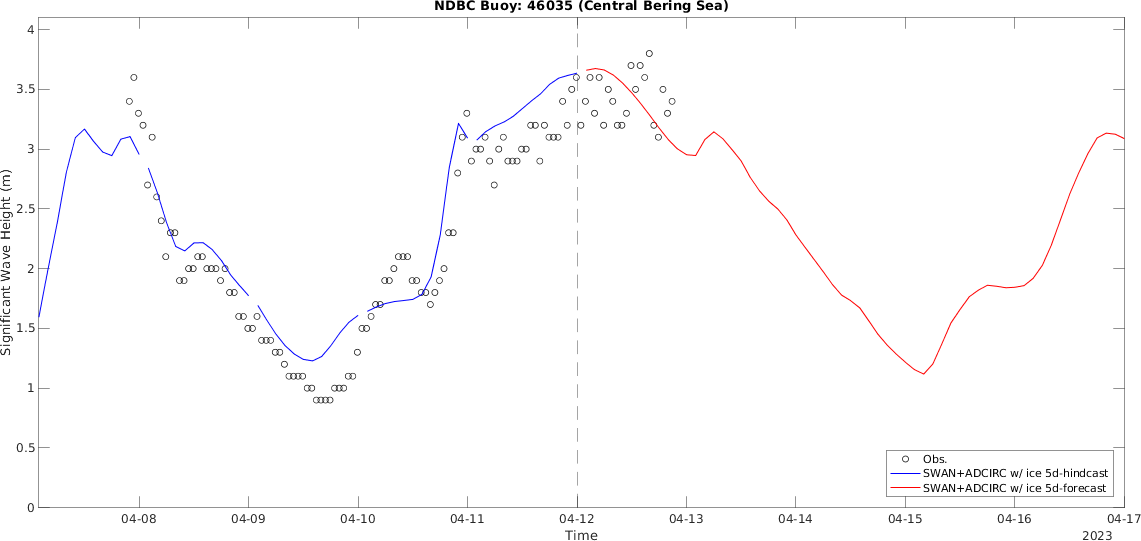 NDBC Buoy: 46035 (Central Bering Sea)
4
3.5
3
2.5
2
1.5
1
0.5
0
Significant Wave Height (m)
Obs.
SWAN+ADCIRC w/ ice 5d-hindcast
SWAN+ADCIRC w/ ice 5d-forecast
04-08 04-09 04-10 04-11 04-12 04-13 04-14 04-15 04-16 04-17
Time
2023